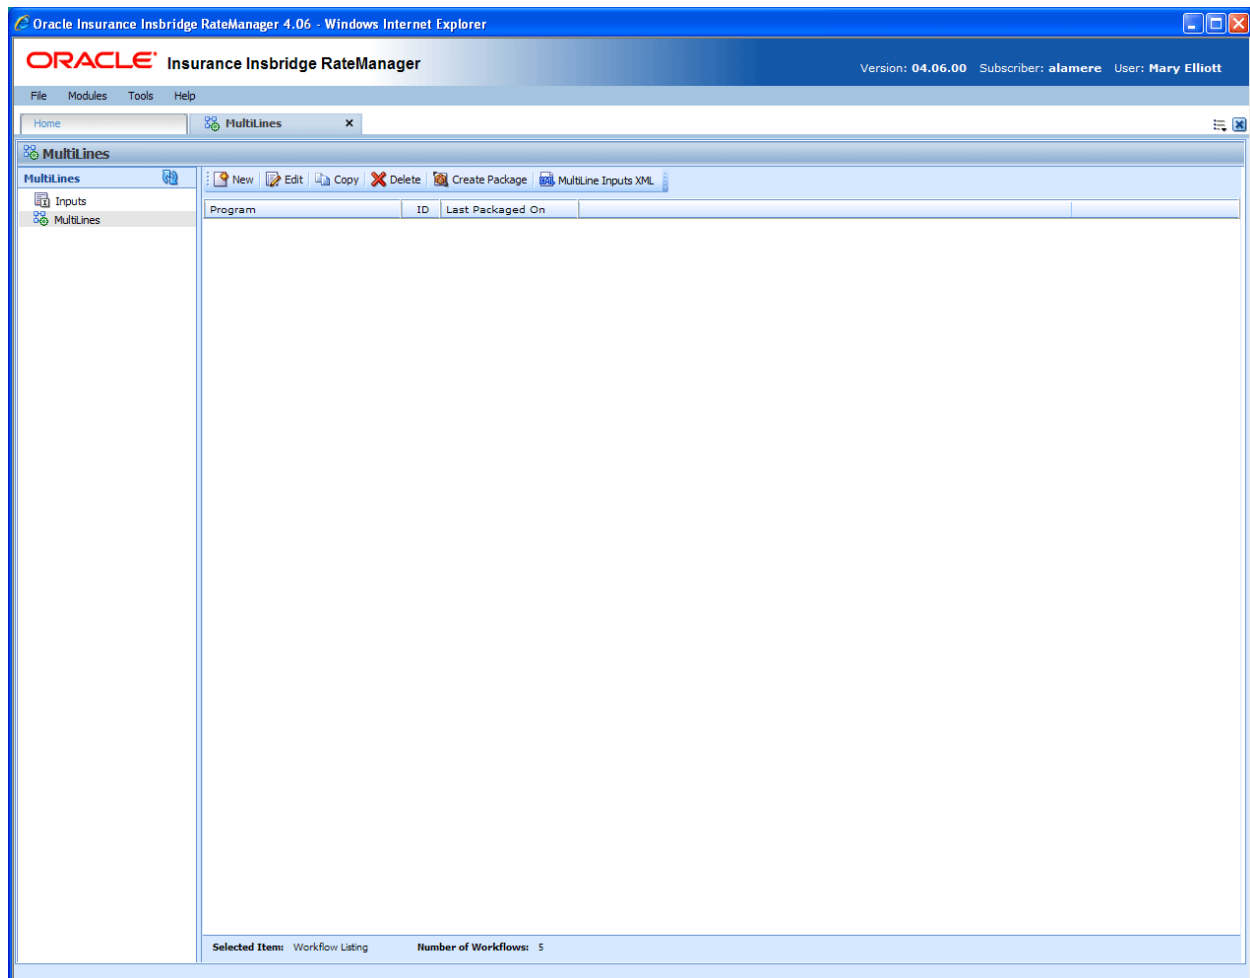 Oracle Insurance Insbridge RateManager 4.06 - Windows Internet Explorer
ORACLE Insurance Insbridge RateManager
Version: 04.06.00 Subscriber: alamere User: Mary Elliott
File Modules Tools Help
Home MultiLines x
MultiLines
MultiLines
New Edit Copy Delete Create Package MultiLine Inputs XML
Inputs
MultiLines
Program ID Last Packaged On
Selected Item: Workflow Listing Number of Workflows: 5